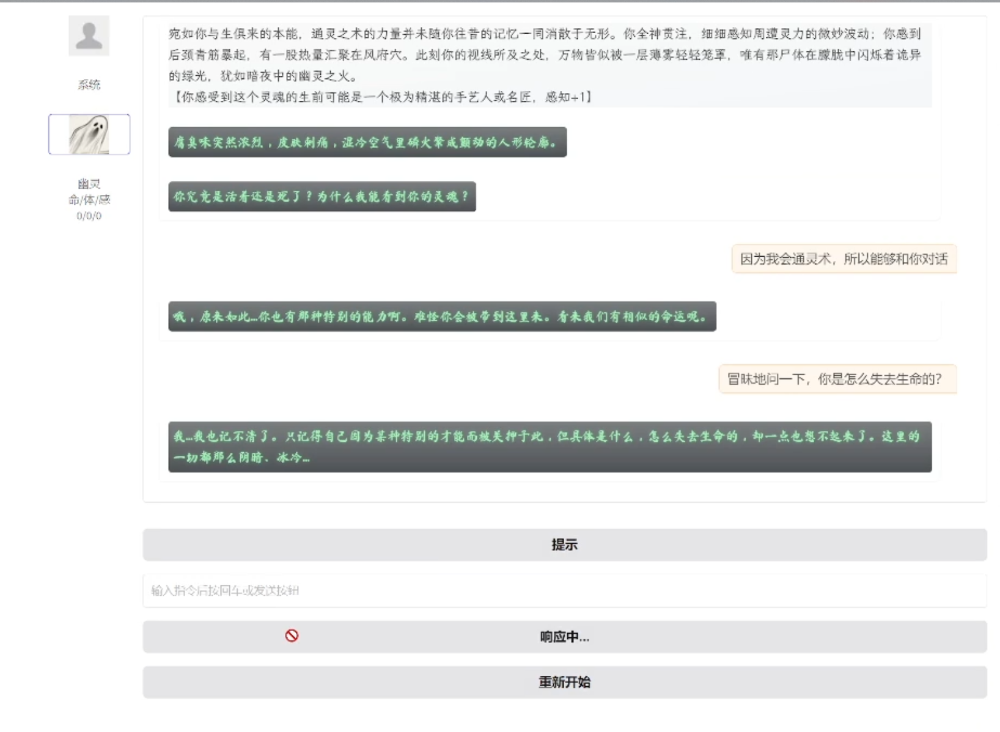 宛如你与生俱来的本能，通灵之术的力量并未随你往昔的记忆一同消散于无形。你全神贯注，细细感知周遭灵力的微妙波动；你感到
后颈青筋暴起，有一股热量汇聚在风府穴。此刻你的视线所及之处，万物皆似被一层薄雾轻轻笼罩，唯有那尸体在朦胧中闪烁着诡异
的绿光，犹如暗夜中的幽灵之火。
【你感受到这个灵魂的生前可能是一个极为精湛的手艺人或名匠，感知+1】
系统
腐臭味突然浓烈，皮肤刺痛，湿冷空气里磷火聚成颤动的人形轮廓。
幽灵
命/体/感
0/0/0
你究竟是活着还是死了？为什么我能看到你的灵魂？
因为我会通灵术，所以能够和你对话
哦，原来如此...你也有那种特别的能力啊。难怪你会被带到这里来。看来我们有相似的命运呢。
冒昧地问一下，你是怎么失去生命的？
我...我也记不清了。只记得自己因为某种特别的才能而被关押于此，但具体是什么，怎么失去生命的，却一点也想不起来了。这里的
一切都那么阴暗、冰冷...
提示
输入指令后按回车或发送按钮
响应中...
重新开始